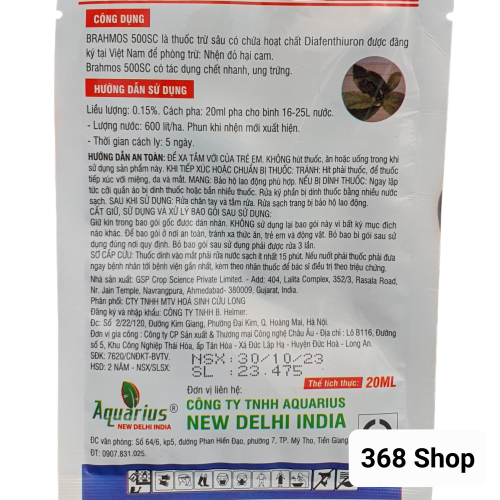 CÔNG DỤNG
BRAHMOS 500SC là thuốc trừ sâu có chứa hoạt chất Diafenthiuron được đăng
ký tại Việt Nam để phòng trừ: Nhện đỏ hại cam.
Brahmos 500SC có tác dụng chết nhanh, ung trứng.
HƯỚNG DẪN SỬ DỤNG
Liều lượng: 0.15%. Cách pha: 20ml pha cho bình 16-25L nước.
- Lượng nước: 600 lít/ha. Phun khi nhện mới xuất hiện.
- Thời gian cách ly: 5 ngày.
HƯỚNG DẪN AN TOÀN: ĐỂ XA TẦM VỚI CỦA TRẺ EM. KHÔNG hút thuốc, ăn hoặc uống trong khi
sử dụng sản phẩm này. KHI TIẾP XÚC HOẶC CHUẨN BỊ THUỐC: TRÁNH: Hít phải thuốc, để thuốc
tiếp xúc với miệng, da và mắt. MANG: Bảo hộ lao động phù hợp. NẾU BỊ DÍNH THUỐC: Ngay lập
tức cởi quần áo bị dính thuốc hoặc bẩn nhiều thuốc. Rửa kỹ phần bị dính thuốc bằng nhiều nước
sạch. SAU KHI SỬ DỤNG: Rửa chân tay và tắm rửa. Rửa sạch trang bị bảo hộ lao động.
CẤT GIỮ, SỬ DỤNG VÀ XỬ LÝ BAO GÓI SAU SỬ DỤNG:
Giữ kín trong bao gói gốc được dán nhãn. KHÔNG sử dụng lại bao gói này vì bất kỳ mục đích
nào khác. Để bao gói ở nơi an toàn, tránh xa thức ăn, trẻ em và động vật. Bỏ bao bì gói sau sử
dụng đúng nơi quy định. Bỏ bao gói sau sử dụng phải được rửa 3 lần.
SƠ CẤP CỨU: Thuốc dính vào mắt phải rửa nước sạch ít nhất 15 phút. Nếu nuốt phải thuốc phải đưa
ngay bệnh nhân tới bệnh viện gần nhất, kèm theo nhãn thuốc để bác sĩ điều trị theo triệu chứng.
Nhà sản xuất: GSP Crop Science Private Limited. - Add: 404, Lalita Complex, 352/3, Rasala Road,
Nr. Jain Temple, Navrangpura, Ahmedabad- 380009, Gujarat, India.
Phân phối: CTY TNHH MTV HOÁ SINH CỬU LONG
Đăng ký và nhập khẩu: CÔNG TY TNHH B. Helmer.
Đc: Số 2/22/120, Đường Kim Giang, Phường Đại Kim, Q. Hoàng Mai, Hà Nội.
Đơn vị gia công : Công ty CP Sản xuất & Thương mại Công nghệ Châu Âu - Địa chỉ : Lô B116, Đường
số 5, Khu Công Nghiệp Thái Hòa, ấp Tân Hòa - Xã Đức Lập Hạ - Huyện Đức Hoà - Long An.
SĐK: 7620/CNĐKT-BVTV.
HSD: 2 NĂM - NSX/SLSX:
NSX:30/10/23
SL :23.475
Thể tích thực: 20ML
Aquarius®
NEW DELHI INDIA
Đơn vị liên hệ:
CÔNG TY TNHH AQUARIUS
NEW DELHI INDIA
ĐC văn phòng: Số 64/6, kp5, đường Phan Hiển Đạo, phường 7, TP. Mỹ Tho, Tiền Giang
ĐT: 0907.831.025.
368 Shop